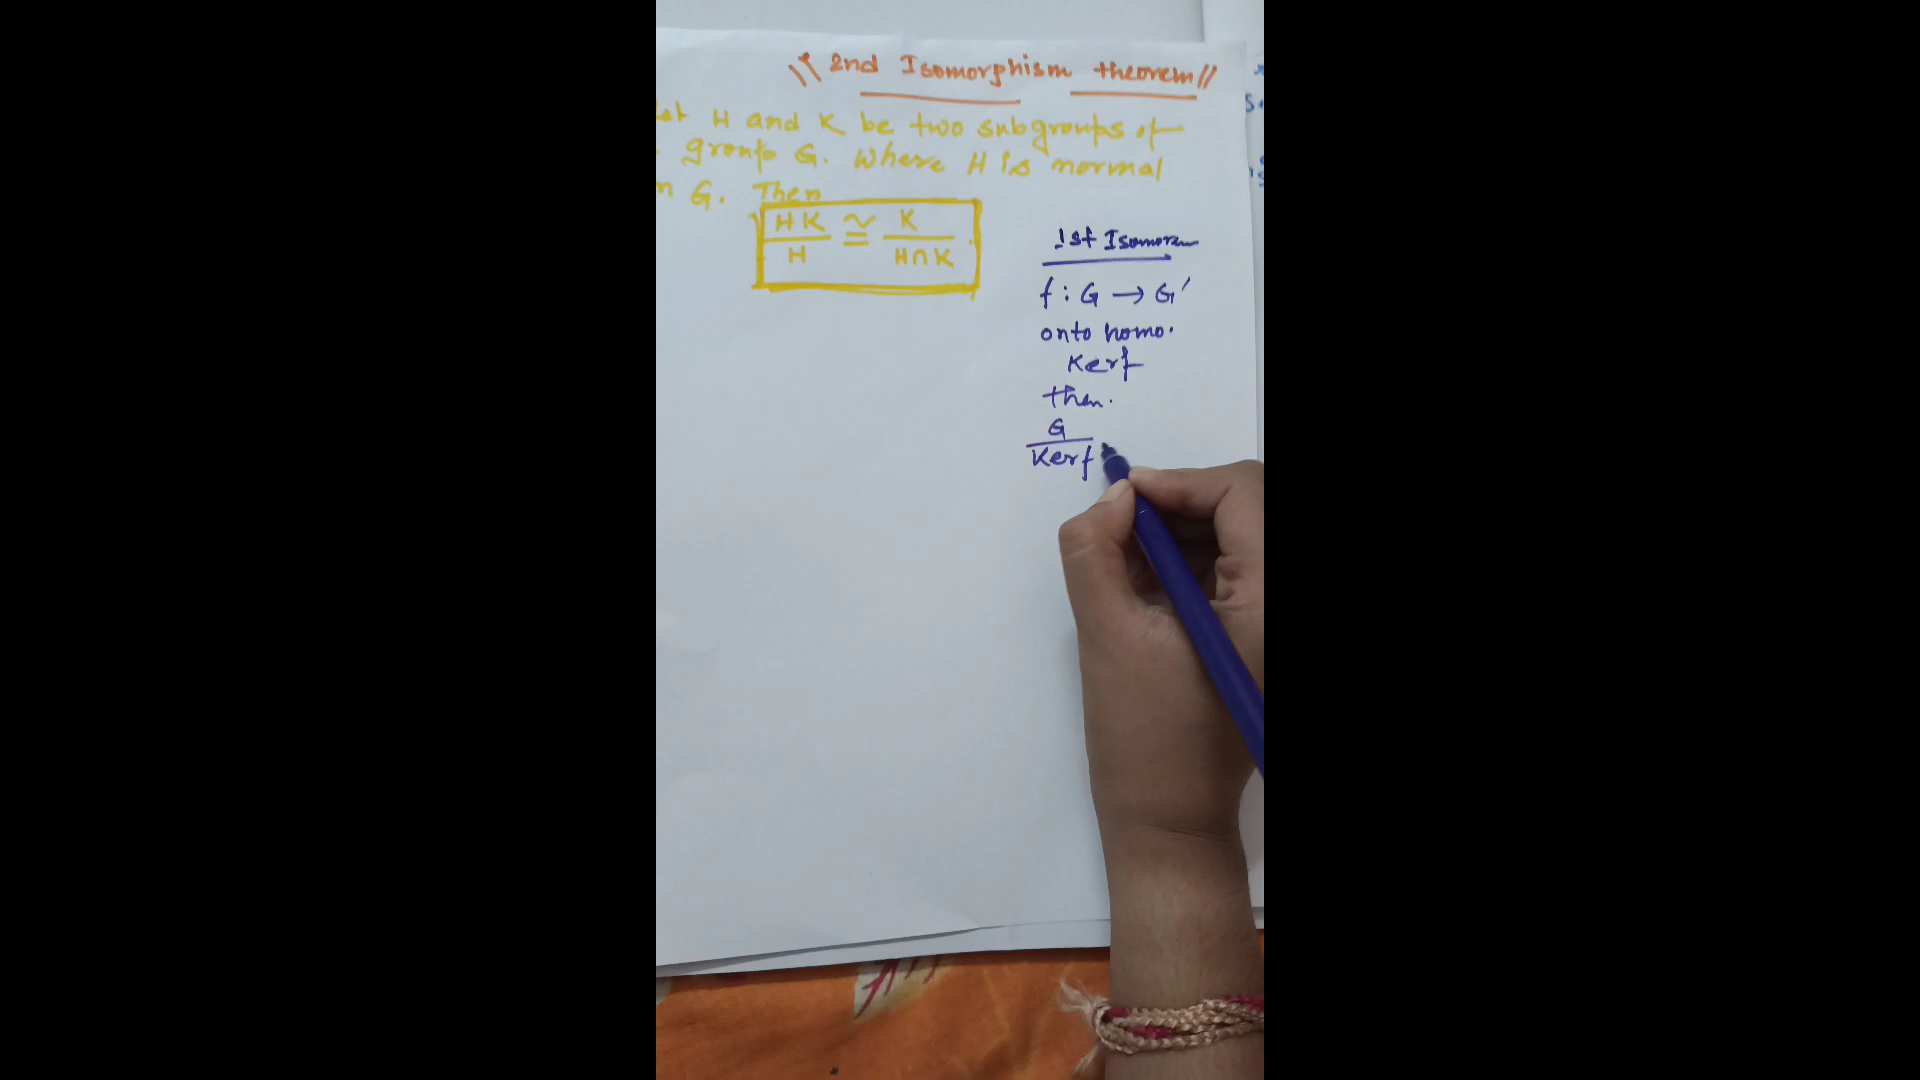 2nd Isomorphism theorem
H and K be two subgroups of
group G. Where H is normal
G. Then
HK/H ≅ K/H∩K.
1st Isomor
f : G → G'
onto homo.
Kerf
then.
G
Kerf